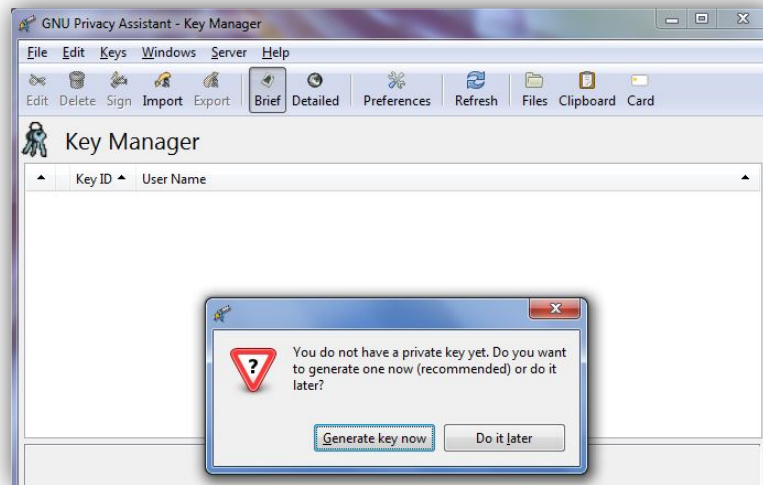 GNU Privacy Assistant - Key Manager
File Edit Keys Windows Server Help
Edit Delete Sign Import Export Brief Detailed Preferences Refresh Files Clipboard Card
Key Manager
Key ID User Name
?
You do not have a private key yet. Do you want
to generate one now (recommended) or do it
later?
Generate key now Do it later